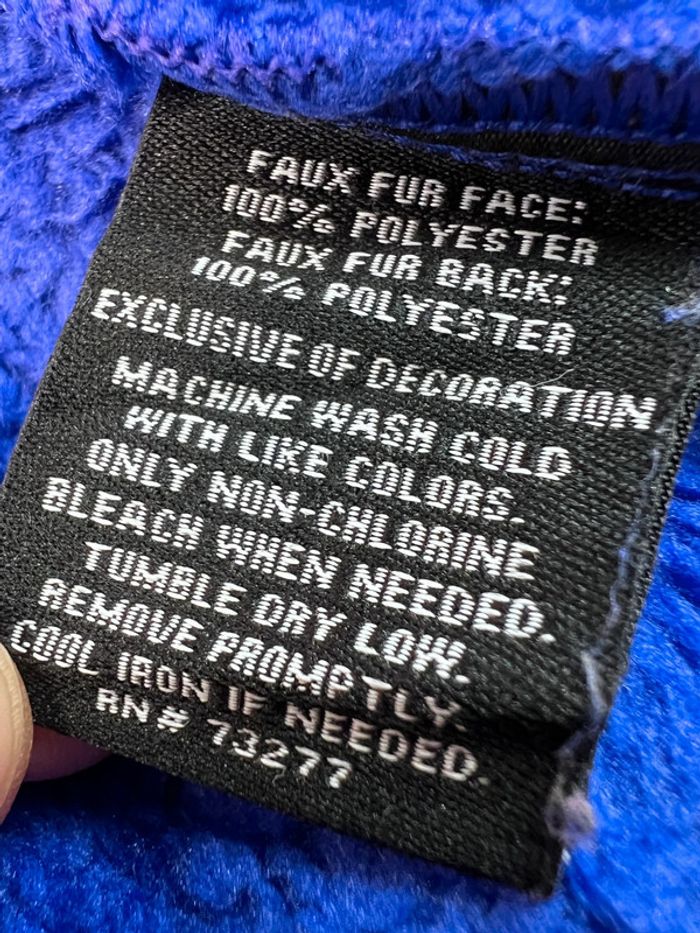 FAUX FUR FACE:
100% POLYESTER
FAUX FUR BACK:
100% POLYESTER
EXCLUSIVE OF DECORATION
MACHINE WASH COLD
WITH LIKE COLORS.
ONLY NON-CHLORINE
BLEACH WHEN NEEDED.
TUMBLE DRY LOW.
REMOVE PROMPTLY.
COOL IRON IF NEEDED.
RN# 73277